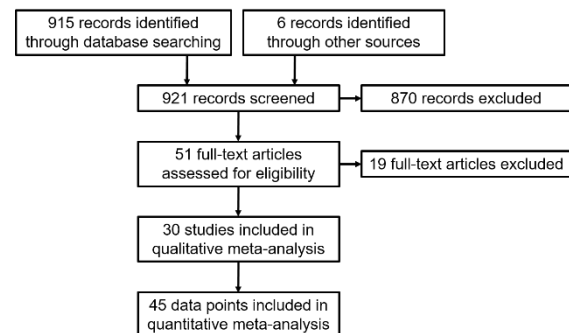 915 records identified
through database searching
6 records identified
through other sources
921 records screened
870 records excluded
51 full-text articles
assessed for eligibility
19 full-text articles excluded
30 studies included in
qualitative meta-analysis
45 data points included in
quantitative meta-analysis